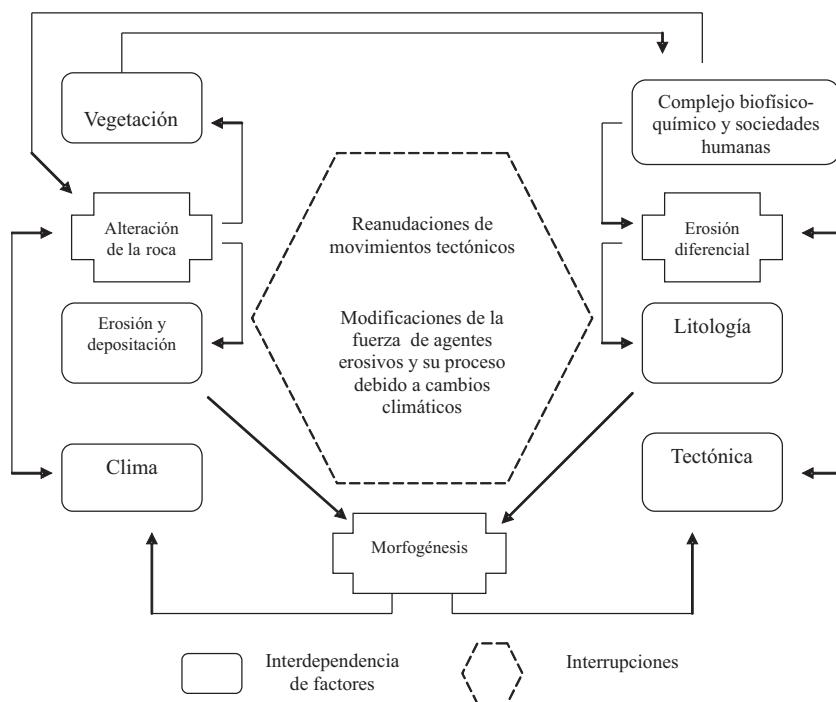 Vegetación
Complejo biofísico-
químico y sociedades
humanas
Alteración
de la roca
Reanudaciones de
movimientos tectónicos
Erosión
diferencial
Erosión y
depositación
Modificaciones de la
fuerza de agentes
erosivos y su proceso
debido a cambios
climáticos
Litología
Clima
Tectónica
Morfogénesis
Interdependencia
de factores
Interrupciones